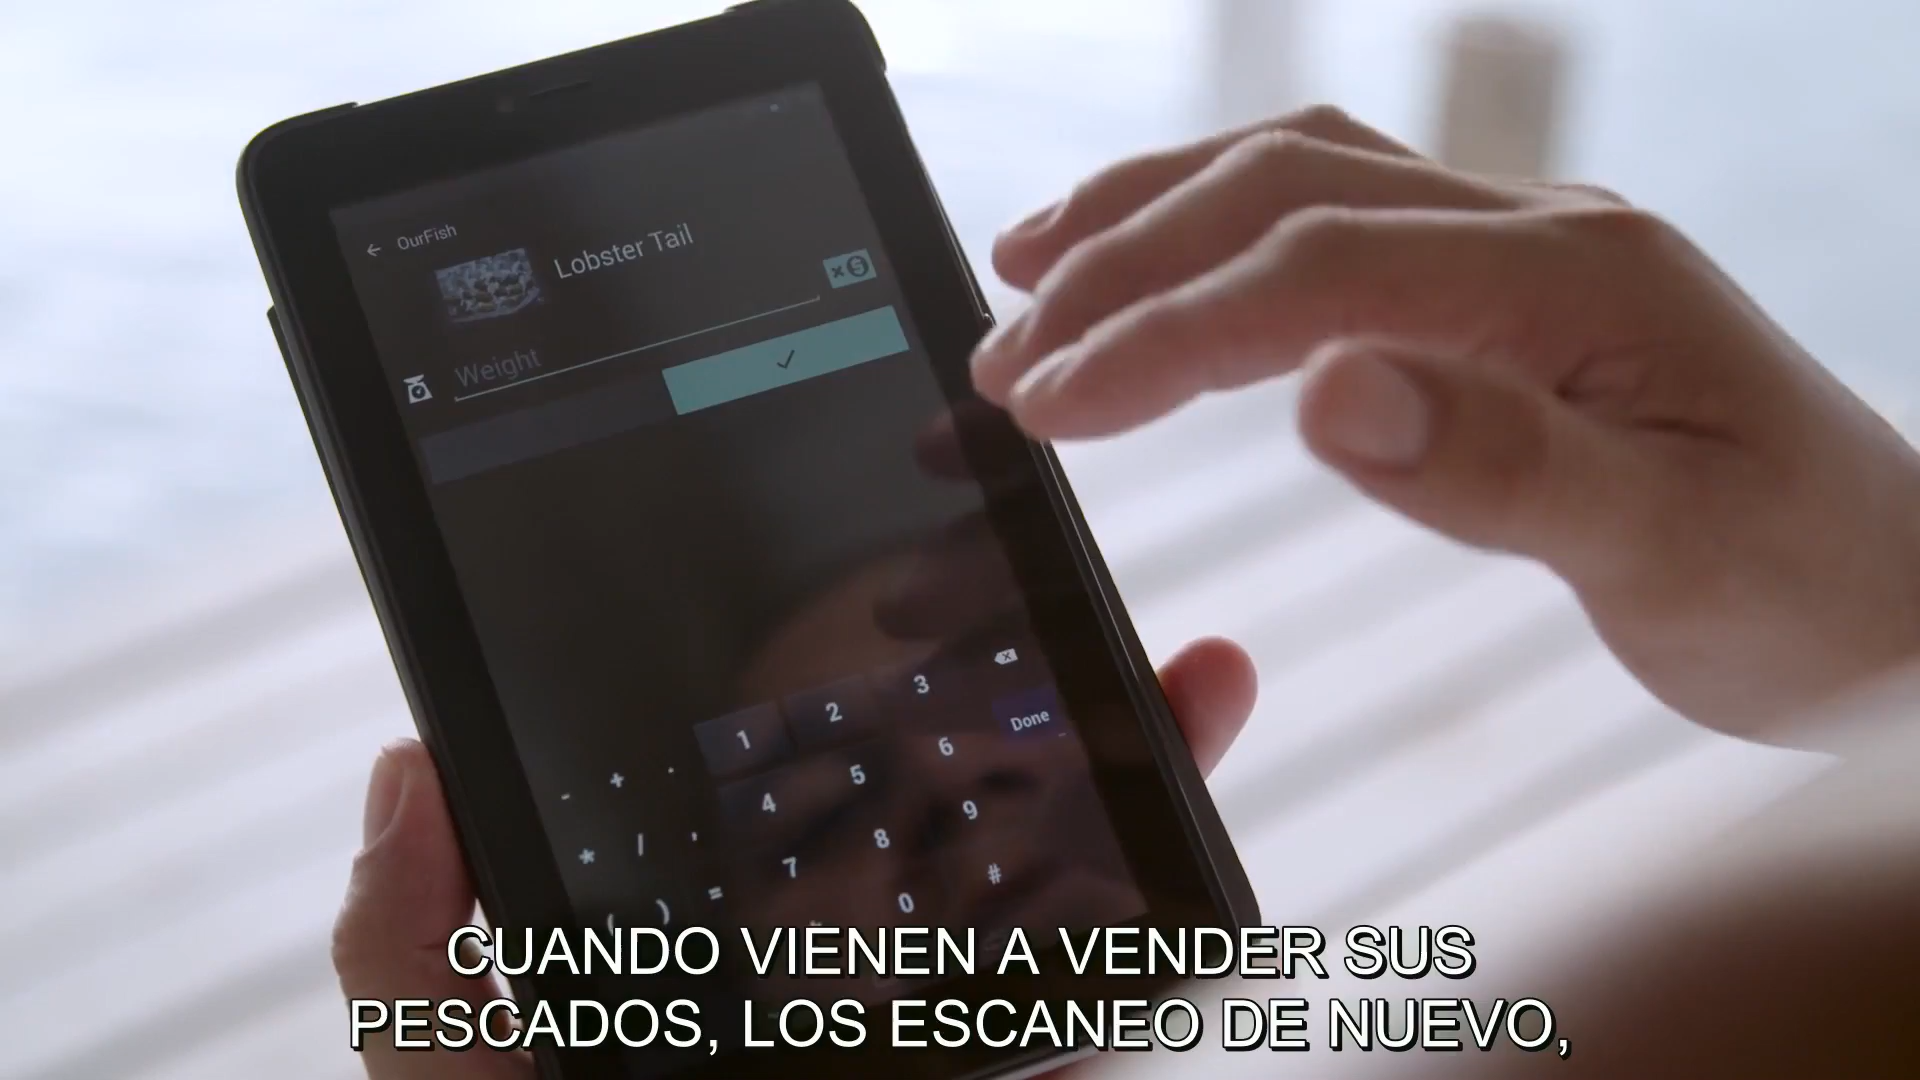 ← OurFish
Lobster Tail
×
Weight
✓
- + . 1 2 3
* / , 4 5 6 Done
( ) = 7 8 9
0 #
CUANDO VIENEN A VENDER SUS
PESCADOS, LOS ESCANEO DE NUEVO,